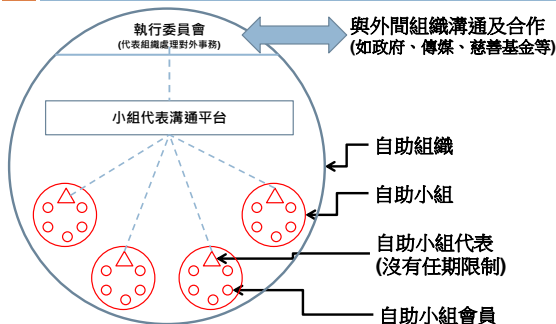 執行委員會
(代表組織處理對外事務)
與外間組織溝通及合作
(如政府、傳媒、慈善基金等)
小組代表溝通平台
自助組織
自助小組
自助小組代表
(沒有任期限制)
自助小組會員